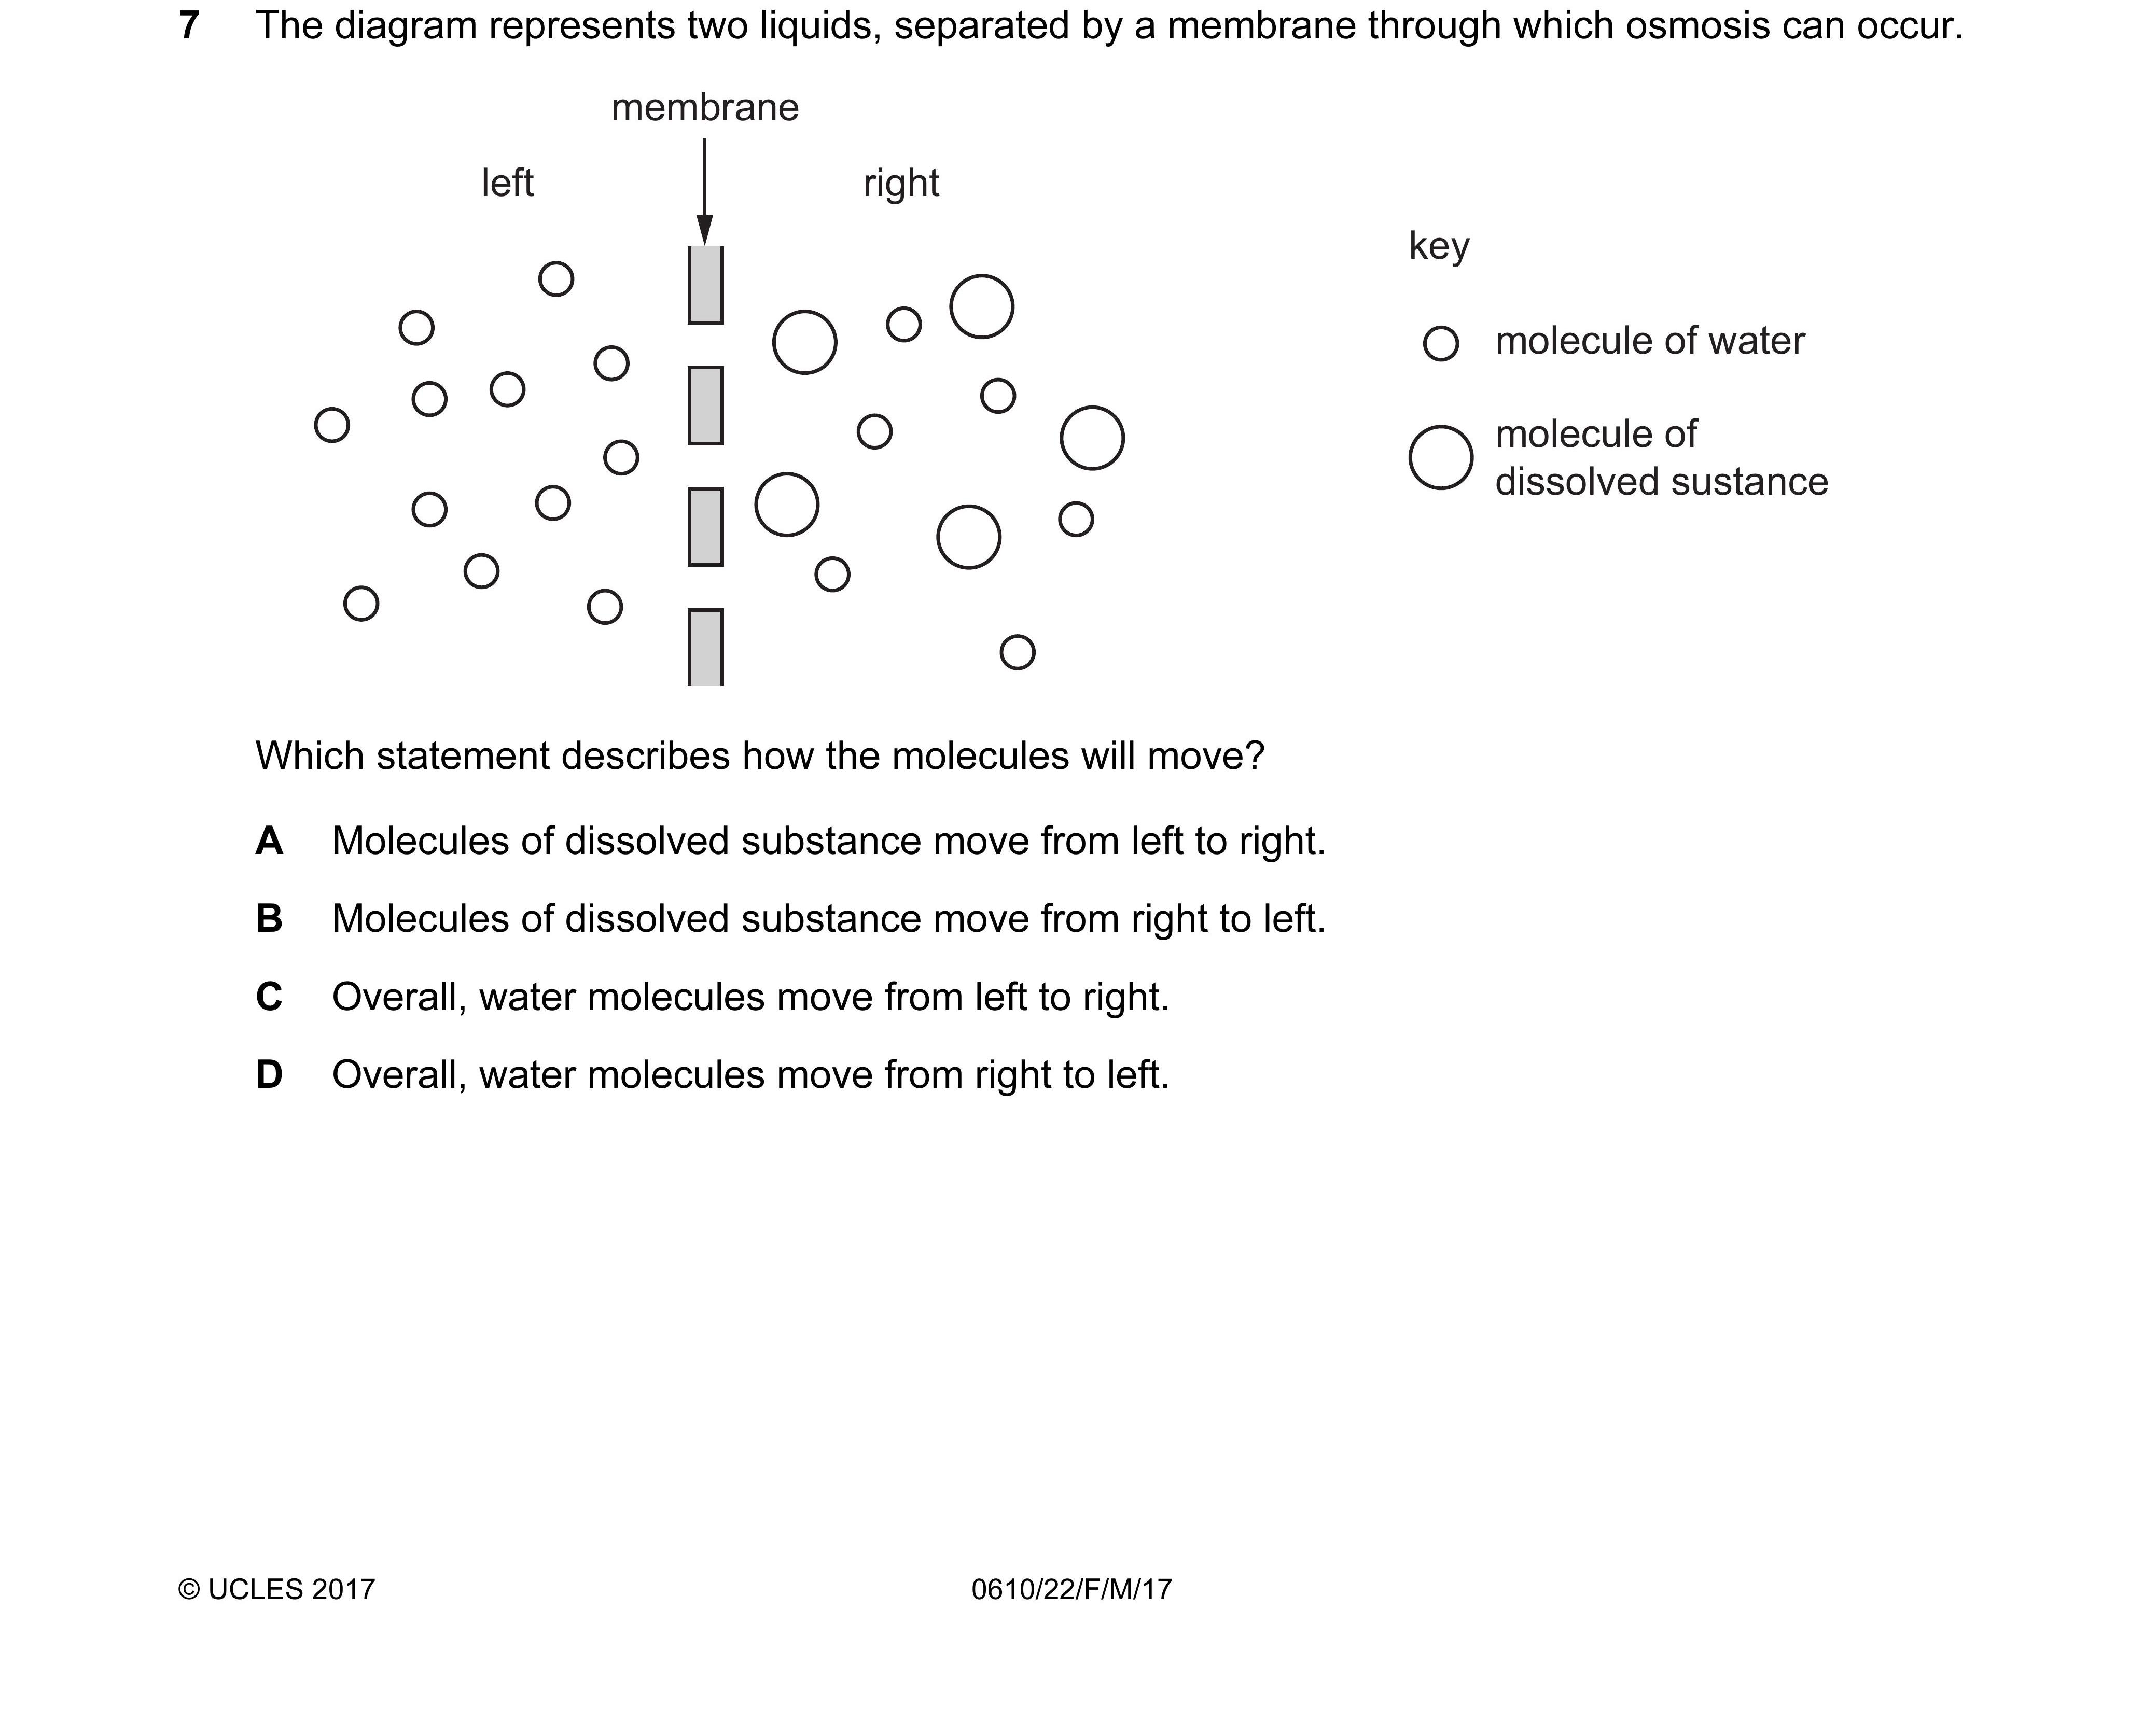 7 The diagram represents two liquids, separated by a membrane through which osmosis can occur.
membrane
left right
key
molecule of water
molecule of
dissolved sustance
Which statement describes how the molecules will move?
A Molecules of dissolved substance move from left to right.
B Molecules of dissolved substance move from right to left.
C Overall, water molecules move from left to right.
D Overall, water molecules move from right to left.
© UCLES 2017 0610/22/F/M/17